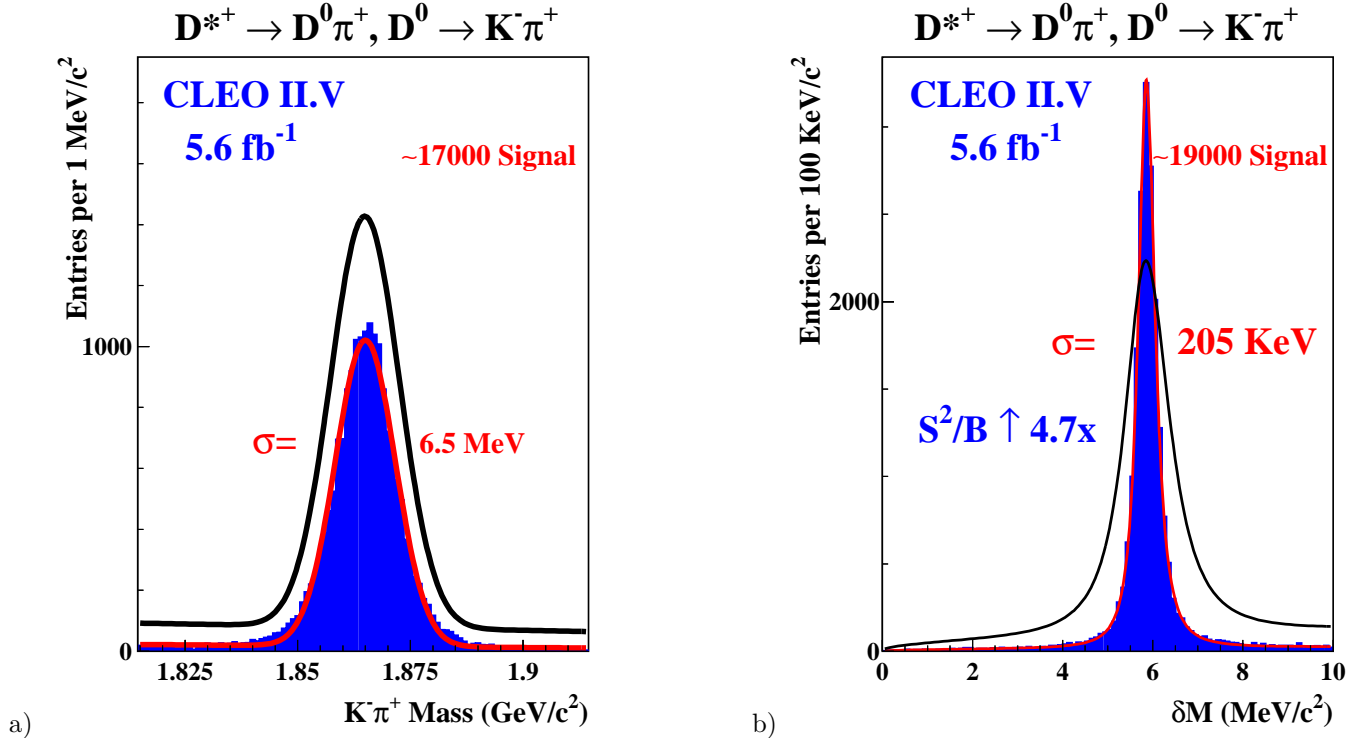 D*⁺ → D⁰π⁺, D⁰ → K⁻π⁺
Entries per 1 MeV/c²
CLEO II.V
5.6 fb⁻¹
~17000 Signal
1000
σ= 6.5 MeV
0
1.825 1.85 1.875 1.9
K⁻π⁺ Mass (GeV/c²)
a)
D*⁺ → D⁰π⁺, D⁰ → K⁻π⁺
Entries per 100 KeV/c²
CLEO II.V
5.6 fb⁻¹
~19000 Signal
2000
σ= 205 KeV
S²/B ↑ 4.7x
0
0 2 4 6 8 10
δM (MeV/c²)
b)